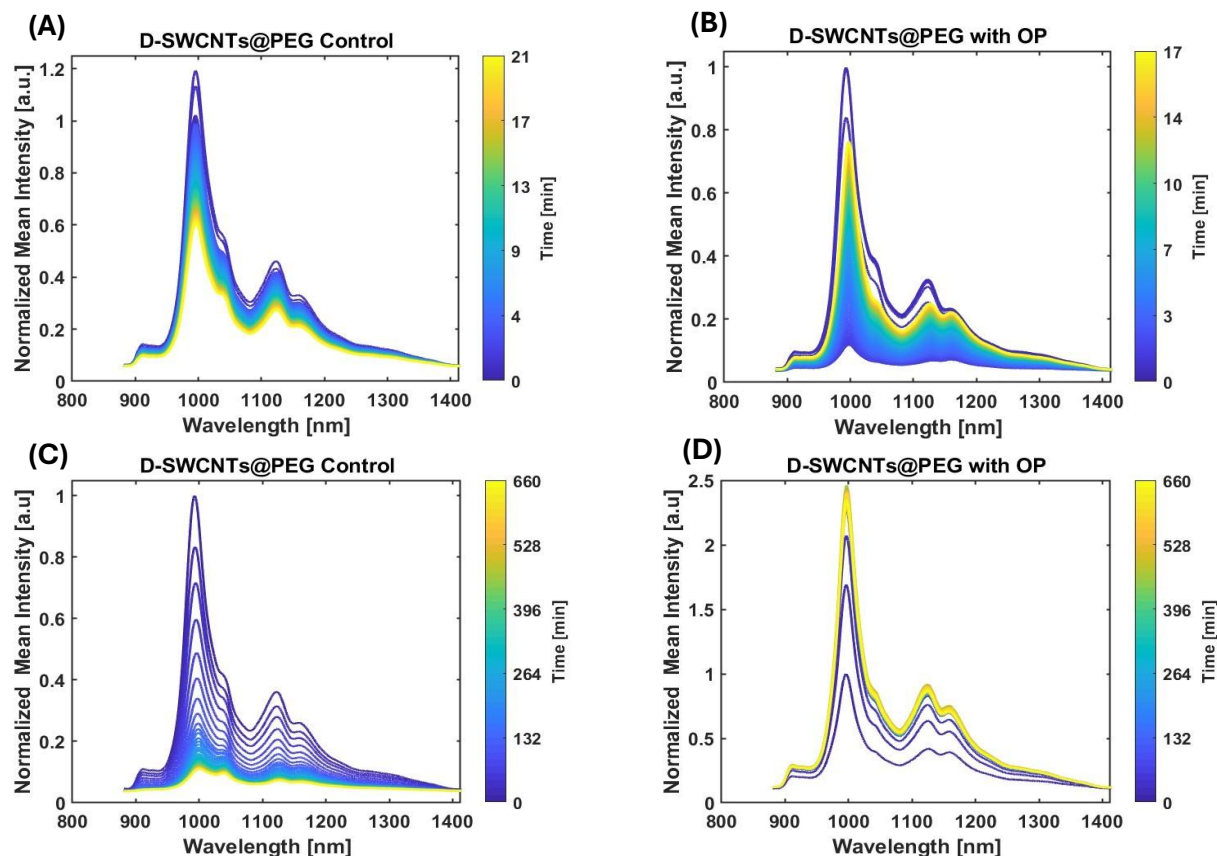 (A)
D-SWCNTs@PEG Control
Normalized Mean Intensity [a.u.]
1.2
1
0.8
0.6
0.4
0.2
0
800 900 1000 1100 1200 1300 1400
Wavelength [nm]
21
17
13
9
4
0
Time [min]
(B)
D-SWCNTs@PEG with OP
Normalized Mean Intensity [a.u.]
1
0.8
0.6
0.4
0.2
0
800 900 1000 1100 1200 1300 1400
Wavelength [nm]
17
14
10
7
3
0
Time [min]
(C)
D-SWCNTs@PEG Control
Normalized Mean Intensity [a.u]
1
0.8
0.6
0.4
0.2
0
800 900 1000 1100 1200 1300 1400
Wavelength [nm]
660
528
396
264
132
0
Time [min]
(D)
D-SWCNTs@PEG with OP
Normalized Mean Intensity [a.u.]
2.5
2
1.5
1
0.5
0
800 900 1000 1100 1200 1300 1400
Wavelength [nm]
660
528
396
264
132
0
Time [min]